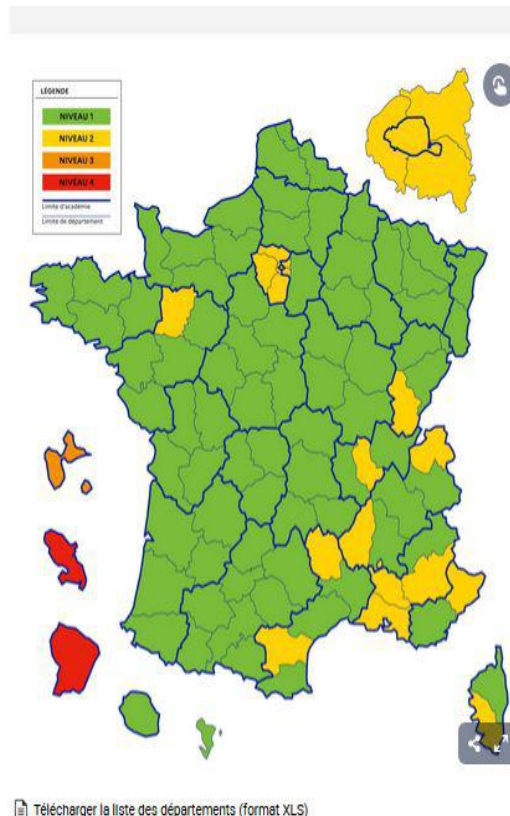 LÉGENDE
NIVEAU 1
NIVEAU 2
NIVEAU 3
NIVEAU 4
Limite d'académie
Limite de département
Télécharger la liste des départements (format XLS)